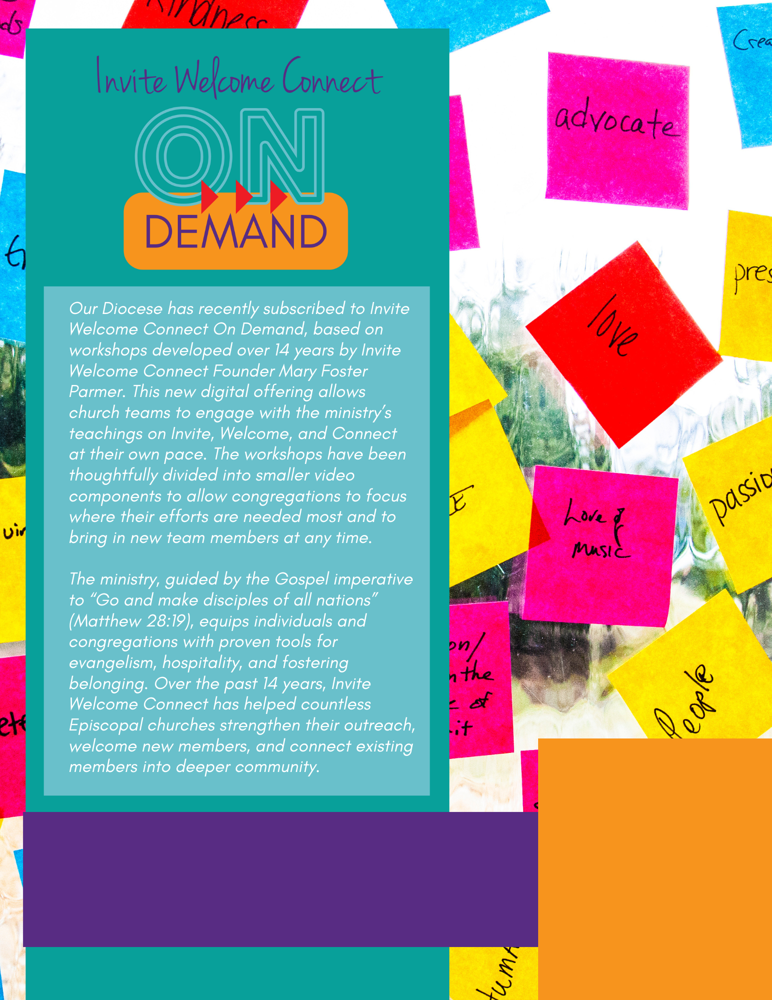 Kindness
Invite Welcome Connect
ON
DEMAND
Our Diocese has recently subscribed to Invite
Welcome Connect On Demand, based on
workshops developed over 14 years by Invite
Welcome Connect Founder Mary Foster
Parmer. This new digital offering allows
church teams to engage with the ministry’s
teachings on Invite, Welcome, and Connect
at their own pace. The workshops have been
thoughtfully divided into smaller video
components to allow congregations to focus
where their efforts are needed most and to
bring in new team members at any time.
The ministry, guided by the Gospel imperative
to “Go and make disciples of all nations”
(Matthew 28:19), equips individuals and
congregations with proven tools for
evangelism, hospitality, and fostering
belonging. Over the past 14 years, Invite
Welcome Connect has helped countless
Episcopal churches strengthen their outreach,
welcome new members, and connect existing
members into deeper community.
advocate
love
Love of
music
the
of
People